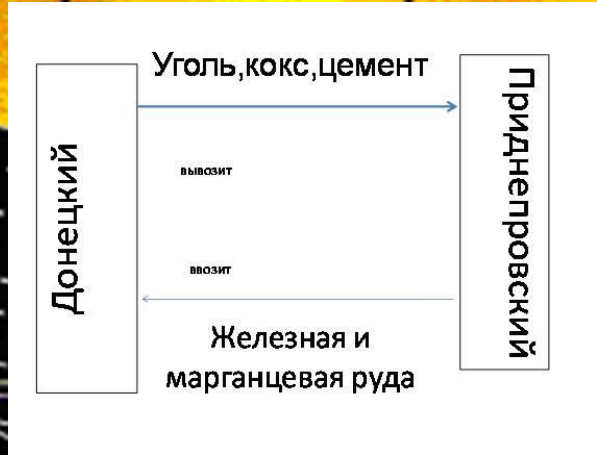 Уголь,кокс,цемент
Донецкий
Приднепровский
вывозит
ввозит
Железная и
марганцевая руда